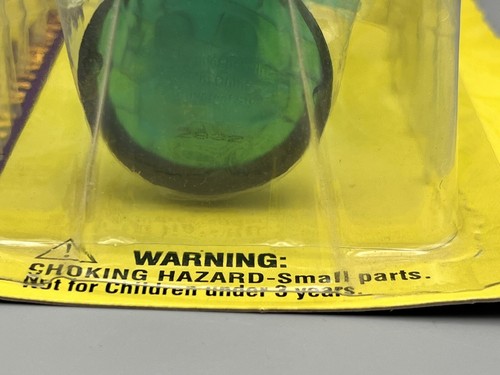 WARNING:
CHOKING HAZARD-Small parts.
Not for Children under 3 years.